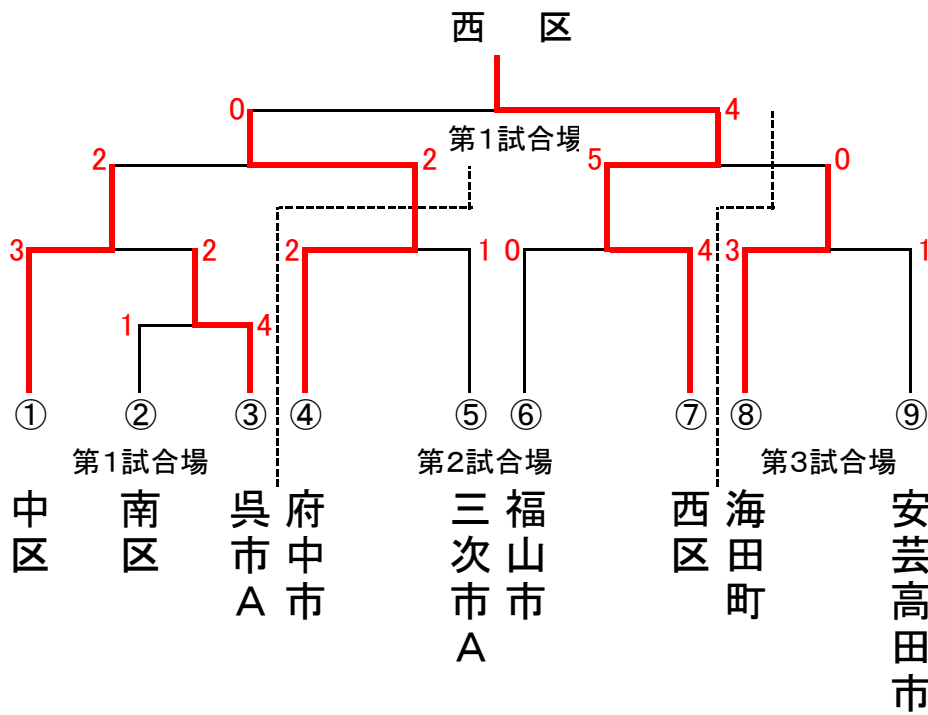 西 区
0 4
第1試合場
2 2 5 0
3 2 2 1 0 4 3 1
1 4
① ② ③ ④ ⑤ ⑥ ⑦ ⑧ ⑨
第1試合場 第2試合場 第3試合場
中区
南区
呉市A
府中市
三次市A
福山市
西区
海田町
安芸高田市